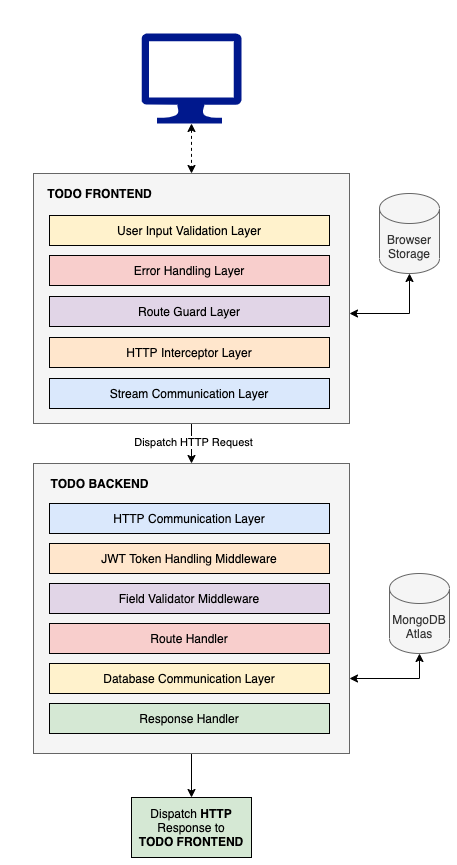 TODO FRONTEND
User Input Validation Layer
Error Handling Layer
Route Guard Layer
HTTP Interceptor Layer
Stream Communication Layer
Browser
Storage
Dispatch HTTP Request
TODO BACKEND
HTTP Communication Layer
JWT Token Handling Middleware
Field Validator Middleware
Route Handler
Database Communication Layer
Response Handler
MongoDB
Atlas
Dispatch HTTP
Response to
TODO FRONTEND